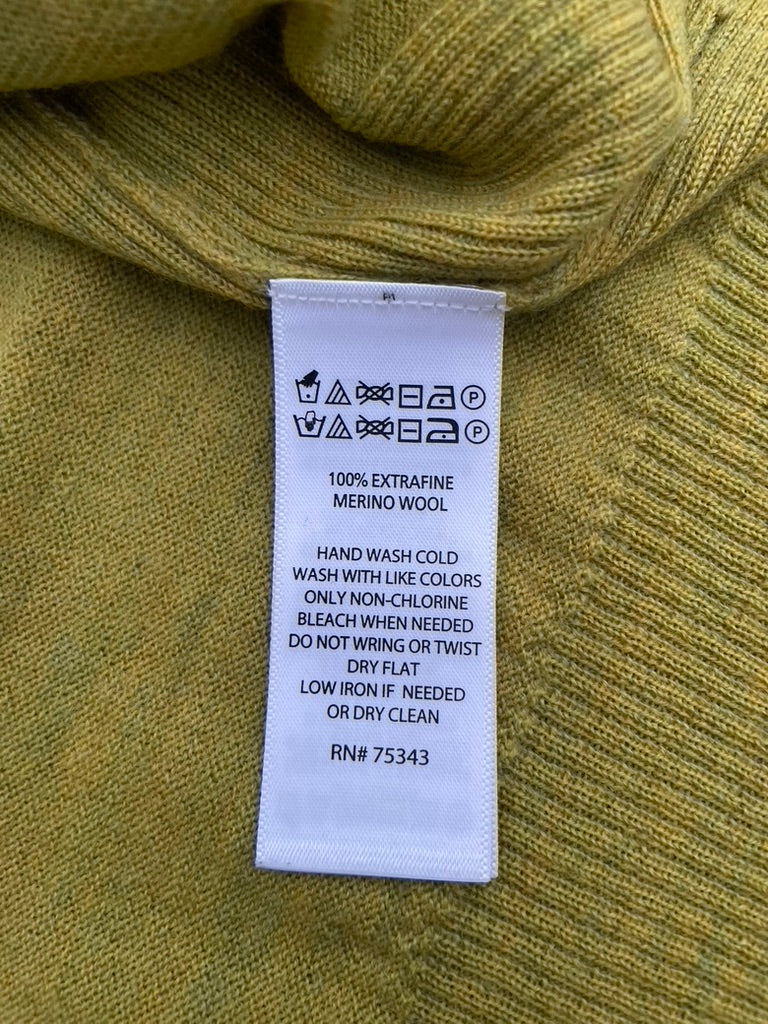 P P
100% EXTRAFINE
MERINO WOOL
HAND WASH COLD
WASH WITH LIKE COLORS
ONLY NON-CHLORINE
BLEACH WHEN NEEDED
DO NOT WRING OR TWIST
DRY FLAT
LOW IRON IF NEEDED
OR DRY CLEAN
RN# 75343